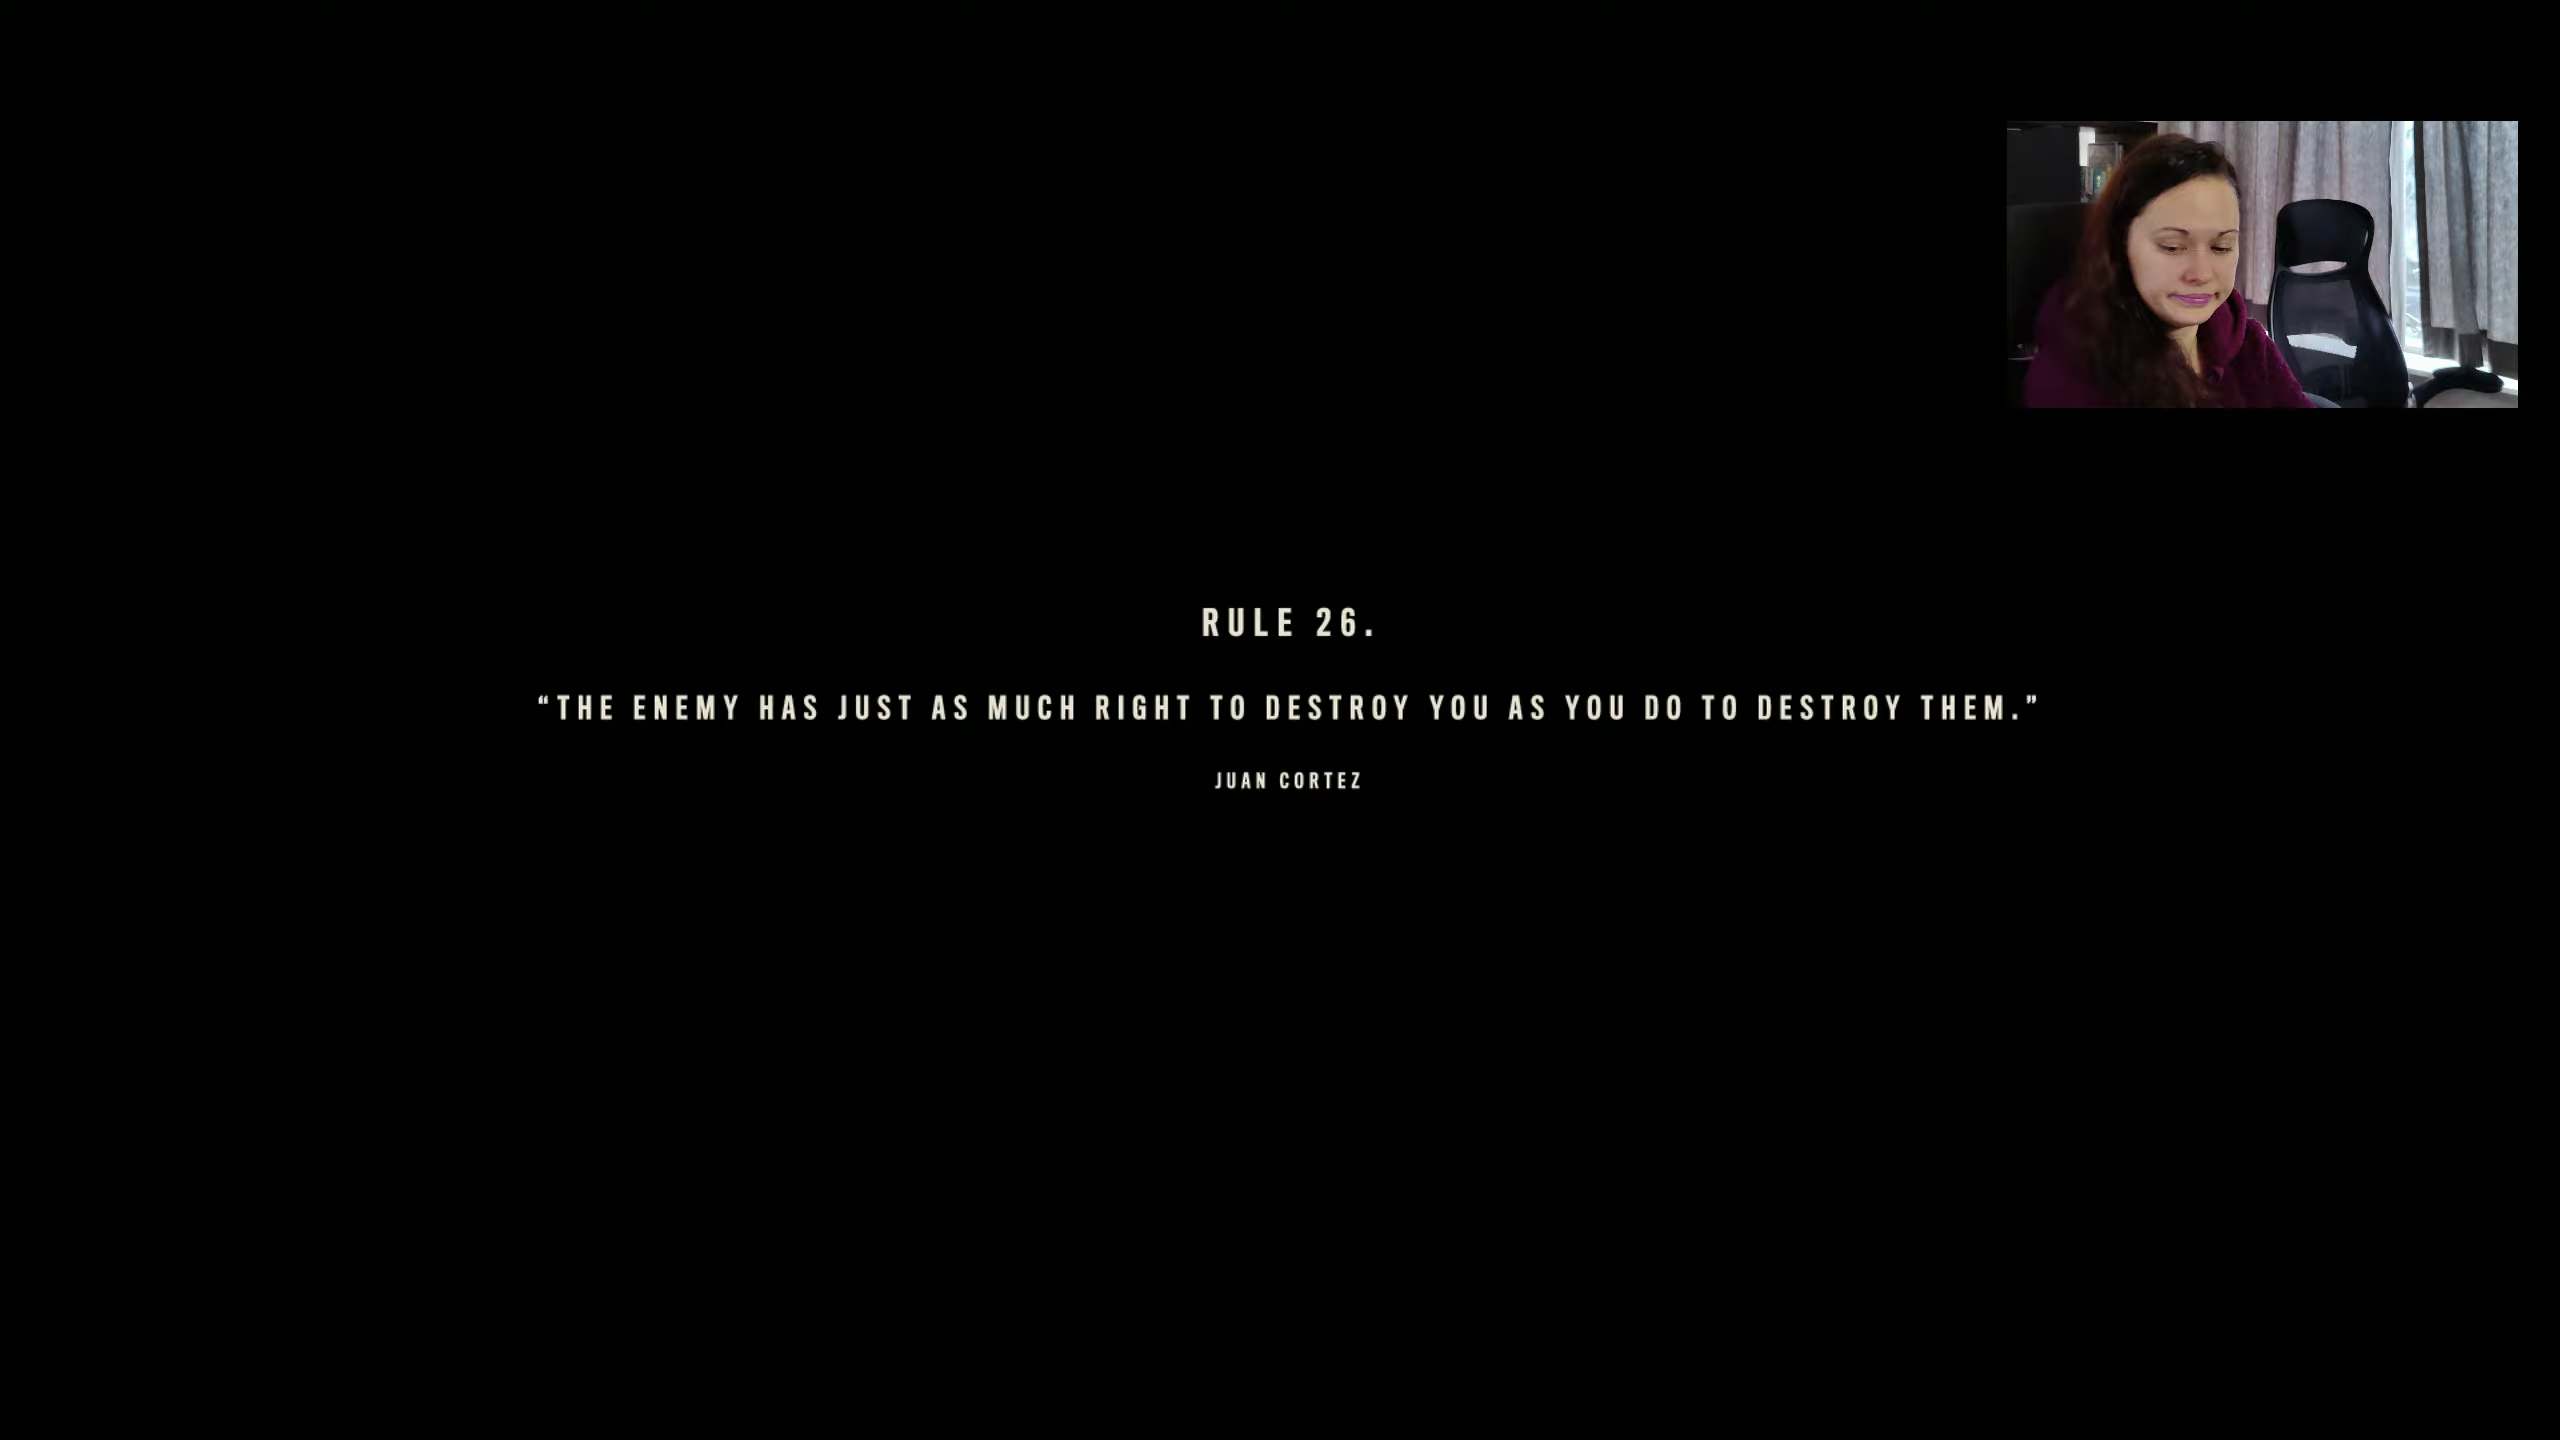 RULE 26.
“THE ENEMY HAS JUST AS MUCH RIGHT TO DESTROY YOU AS YOU DO TO DESTROY THEM.”
JUAN CORTEZ